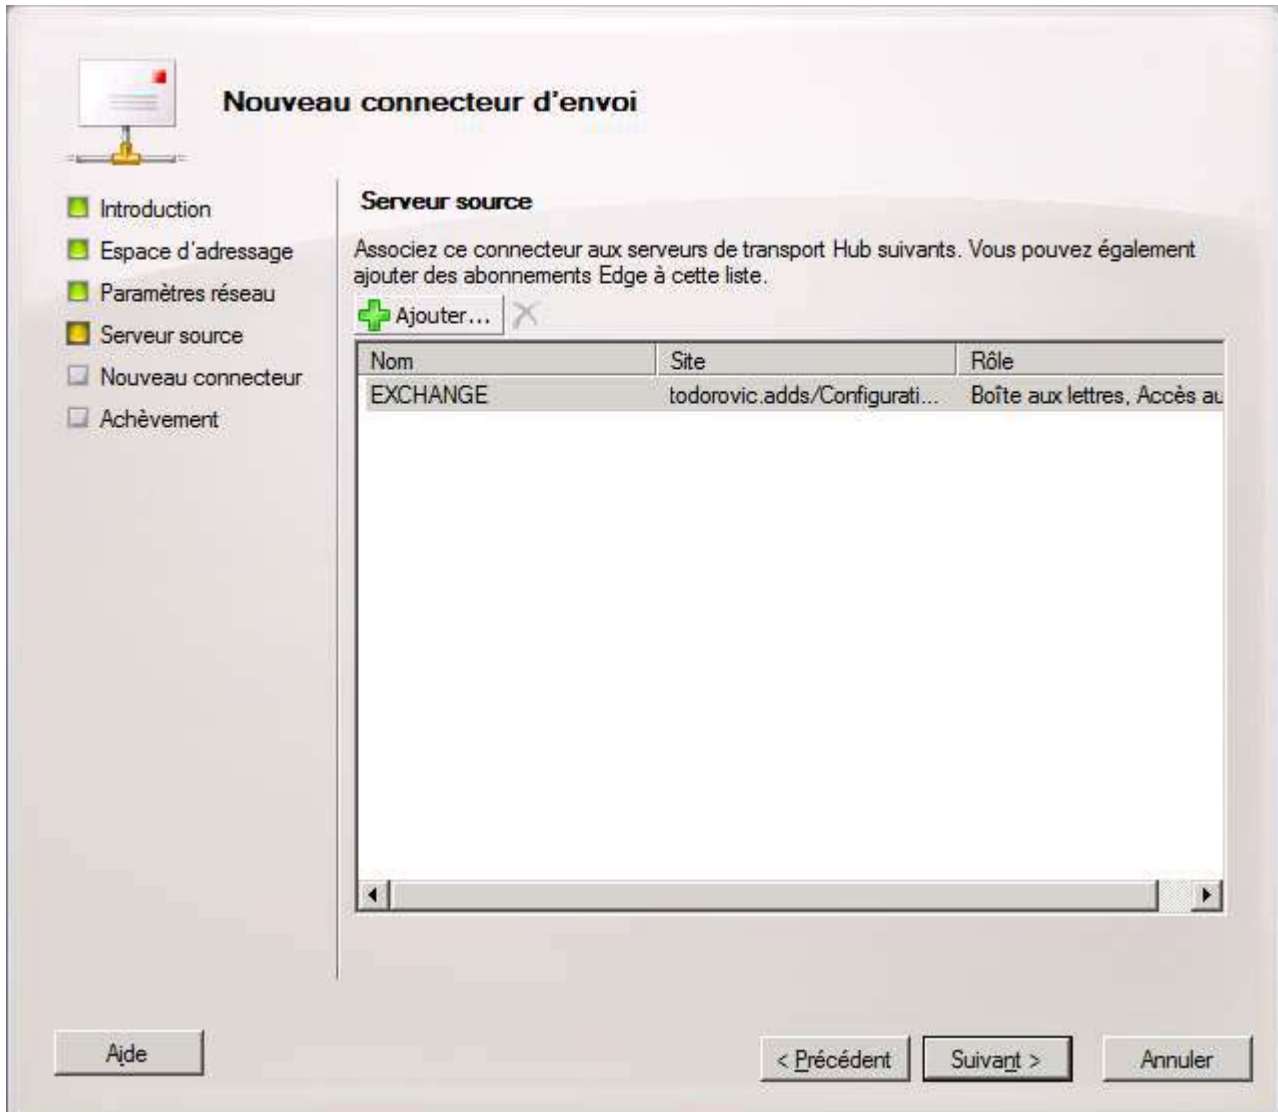 Nouveau connecteur d'envoi
Introduction
Espace d'adressage
Paramètres réseau
Serveur source
Nouveau connecteur
Achèvement
Serveur source
Associez ce connecteur aux serveurs de transport Hub suivants. Vous pouvez également
ajouter des abonnements Edge à cette liste.
Ajouter...
Nom Site Rôle
EXCHANGE todorovic.adds/Configurati... Boîte aux lettres, Accès au
Aide
< Précédent Suivant > Annuler